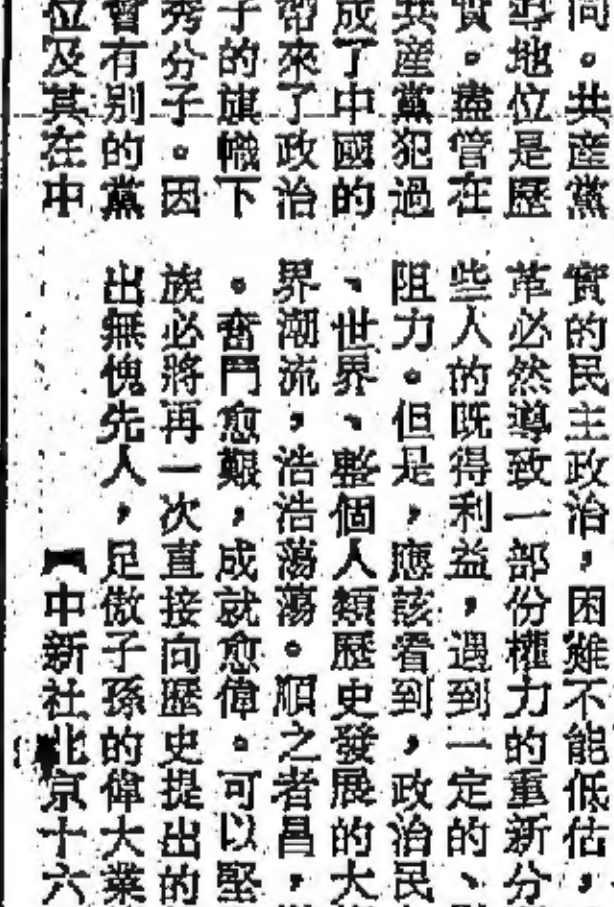 。共産黨
地位是歷
實。盡管在
共産黨犯過
成了中國的
帶來了政治
子的旗幟下
秀分子。因
會有別的黨
位及其在中
實的民主政治，困難不能低估，
革必然導致一部份權力的重新分
些人的既得利益，遇到一定的、
阻力。但是，應該看到，政治民
、世界、整個人類歷史發展的大
界潮流，浩浩蕩蕩。順之者昌，
。奮鬥愈艱，成就愈偉。可以堅
族必將再一次直接向歷史提出的
出無愧先人，足傲子孫的偉大業
【中新社北京十六